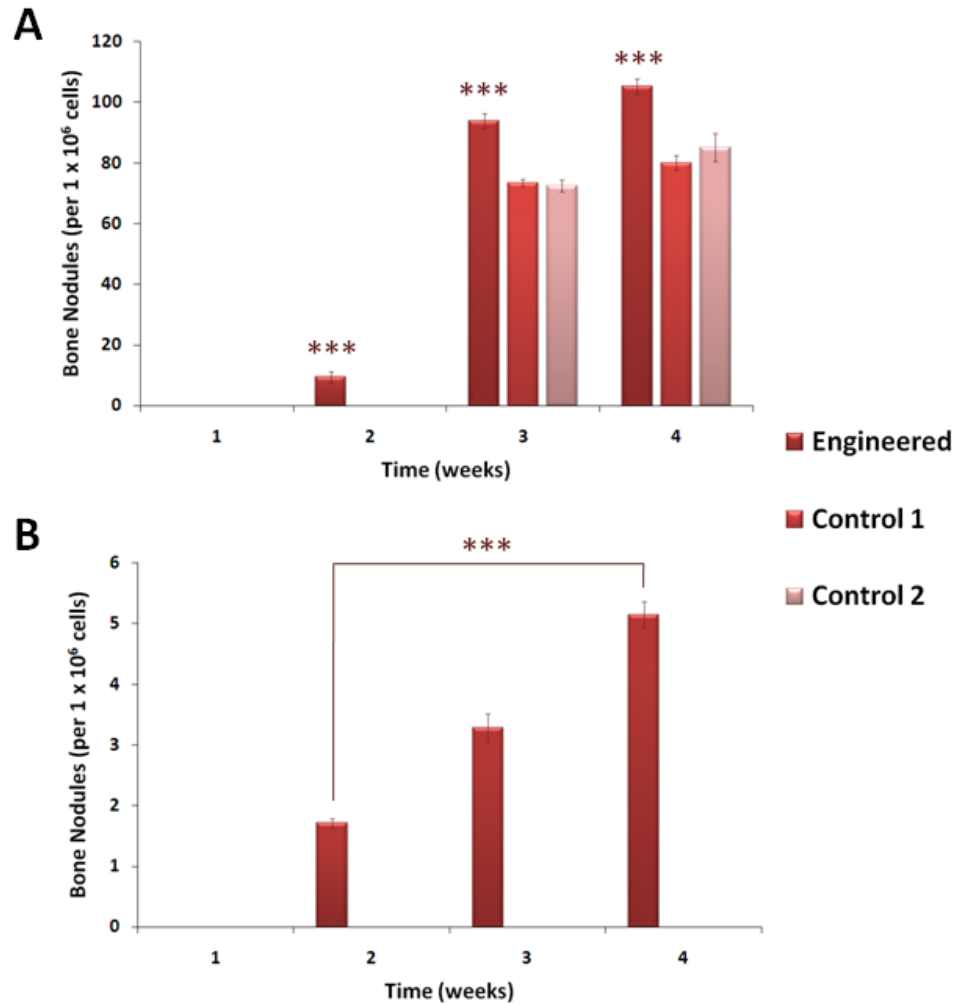 A
120
100
80
60
40
20
0
Bone Nodules (per 1 x 10⁶ cells)
***
***
***
1 2 3 4
Time (weeks)
Engineered
Control 1
Control 2
B
6
5
4
3
2
1
0
Bone Nodules (per 1 x 10⁶ cells)
***
1 2 3 4
Time (weeks)